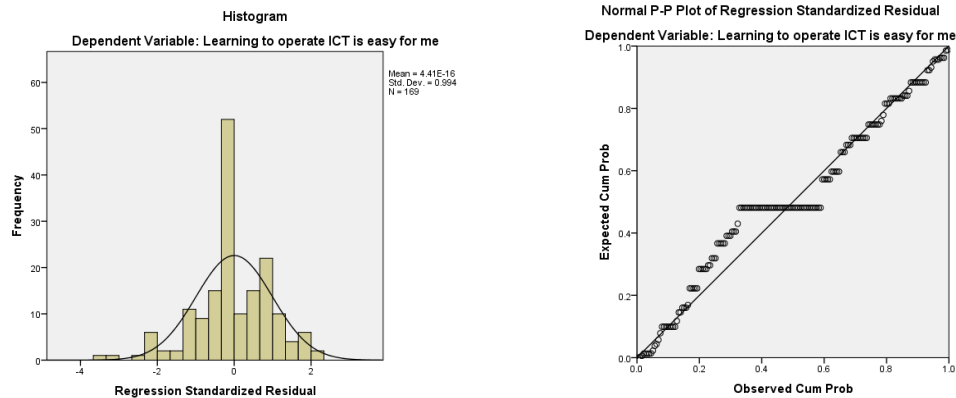 Histogram
Dependent Variable: Learning to operate ICT is easy for me
Mean = 4.41E-16
Std. Dev. = 0.994
N = 169
60
50
40
30
20
10
0
Frequency
-4
-2
0
2
Regression Standardized Residual
Normal P-P Plot of Regression Standardized Residual
Dependent Variable: Learning to operate ICT is easy for me
1.0
0.8
0.6
0.4
0.2
0.0
Expected Cum Prob
0.0
0.2
0.4
0.6
0.8
1.0
Observed Cum Prob